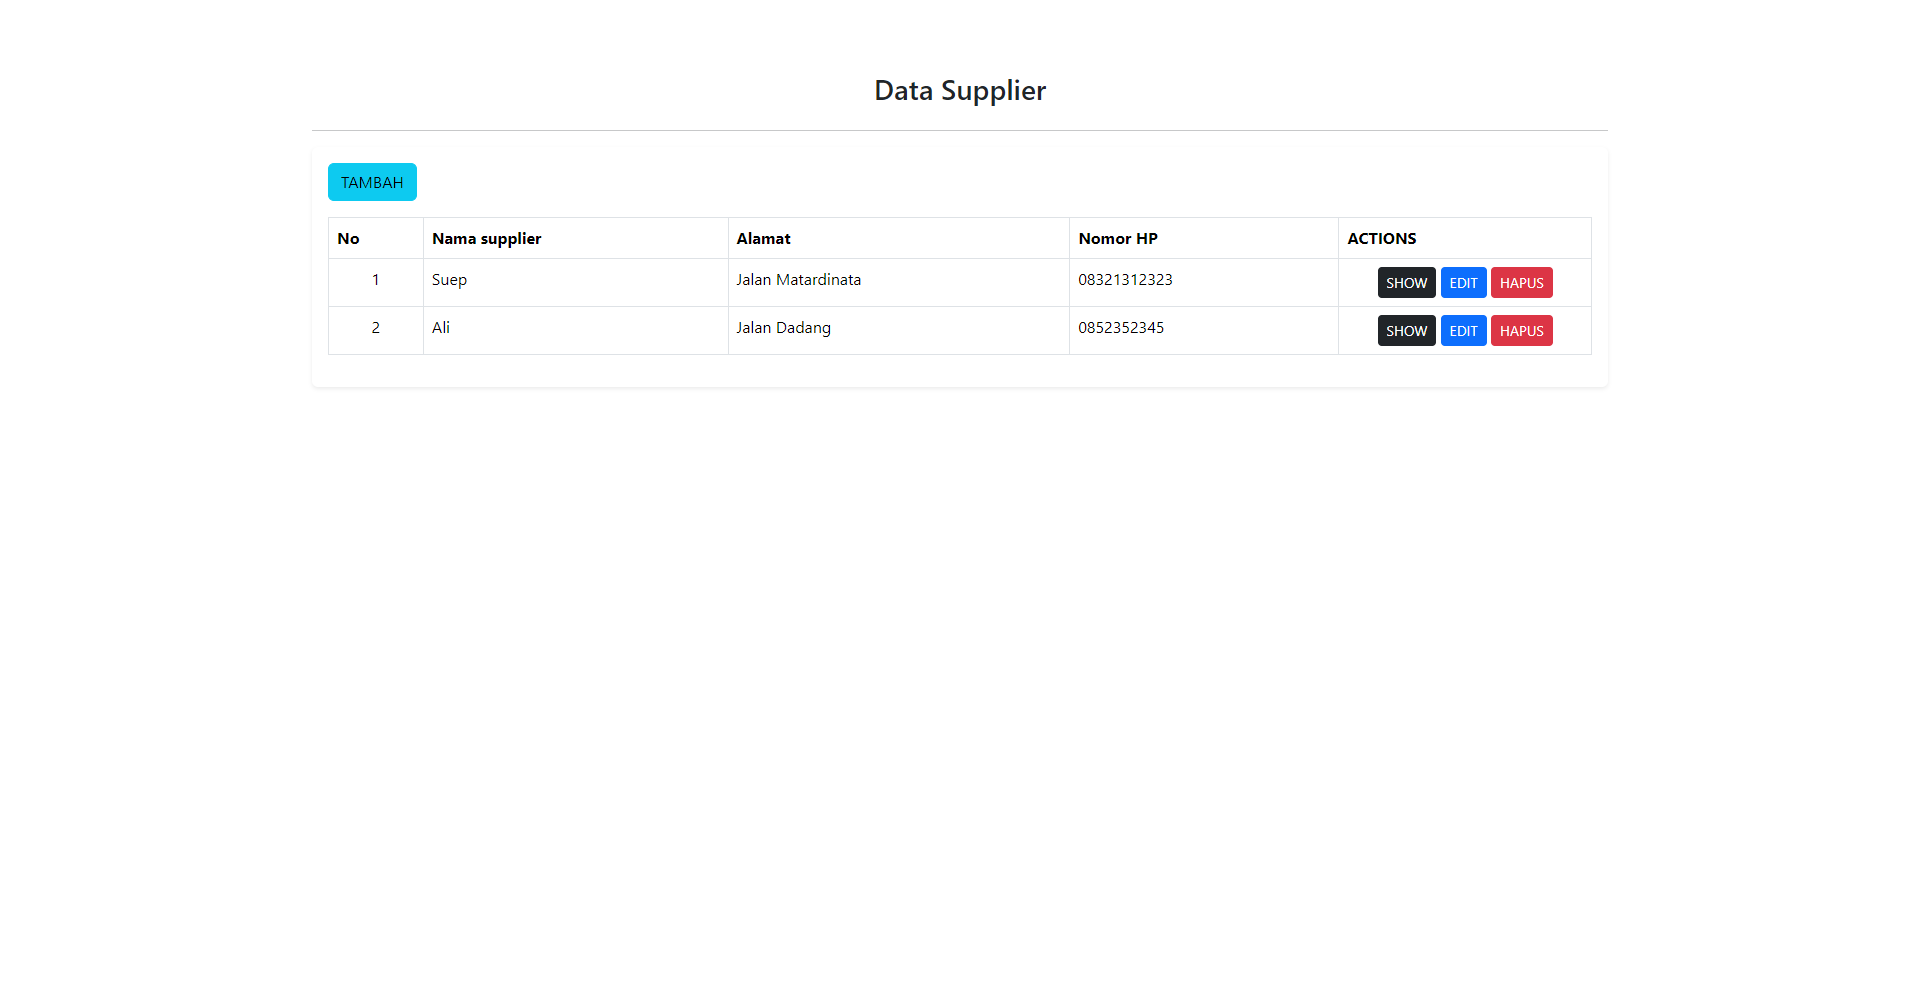 Data Supplier
TAMBAH
No Nama supplier Alamat Nomor HP ACTIONS
1 Suep Jalan Matardinata 08321312323 SHOW EDIT HAPUS
2 Ali Jalan Dadang 0852352345 SHOW EDIT HAPUS